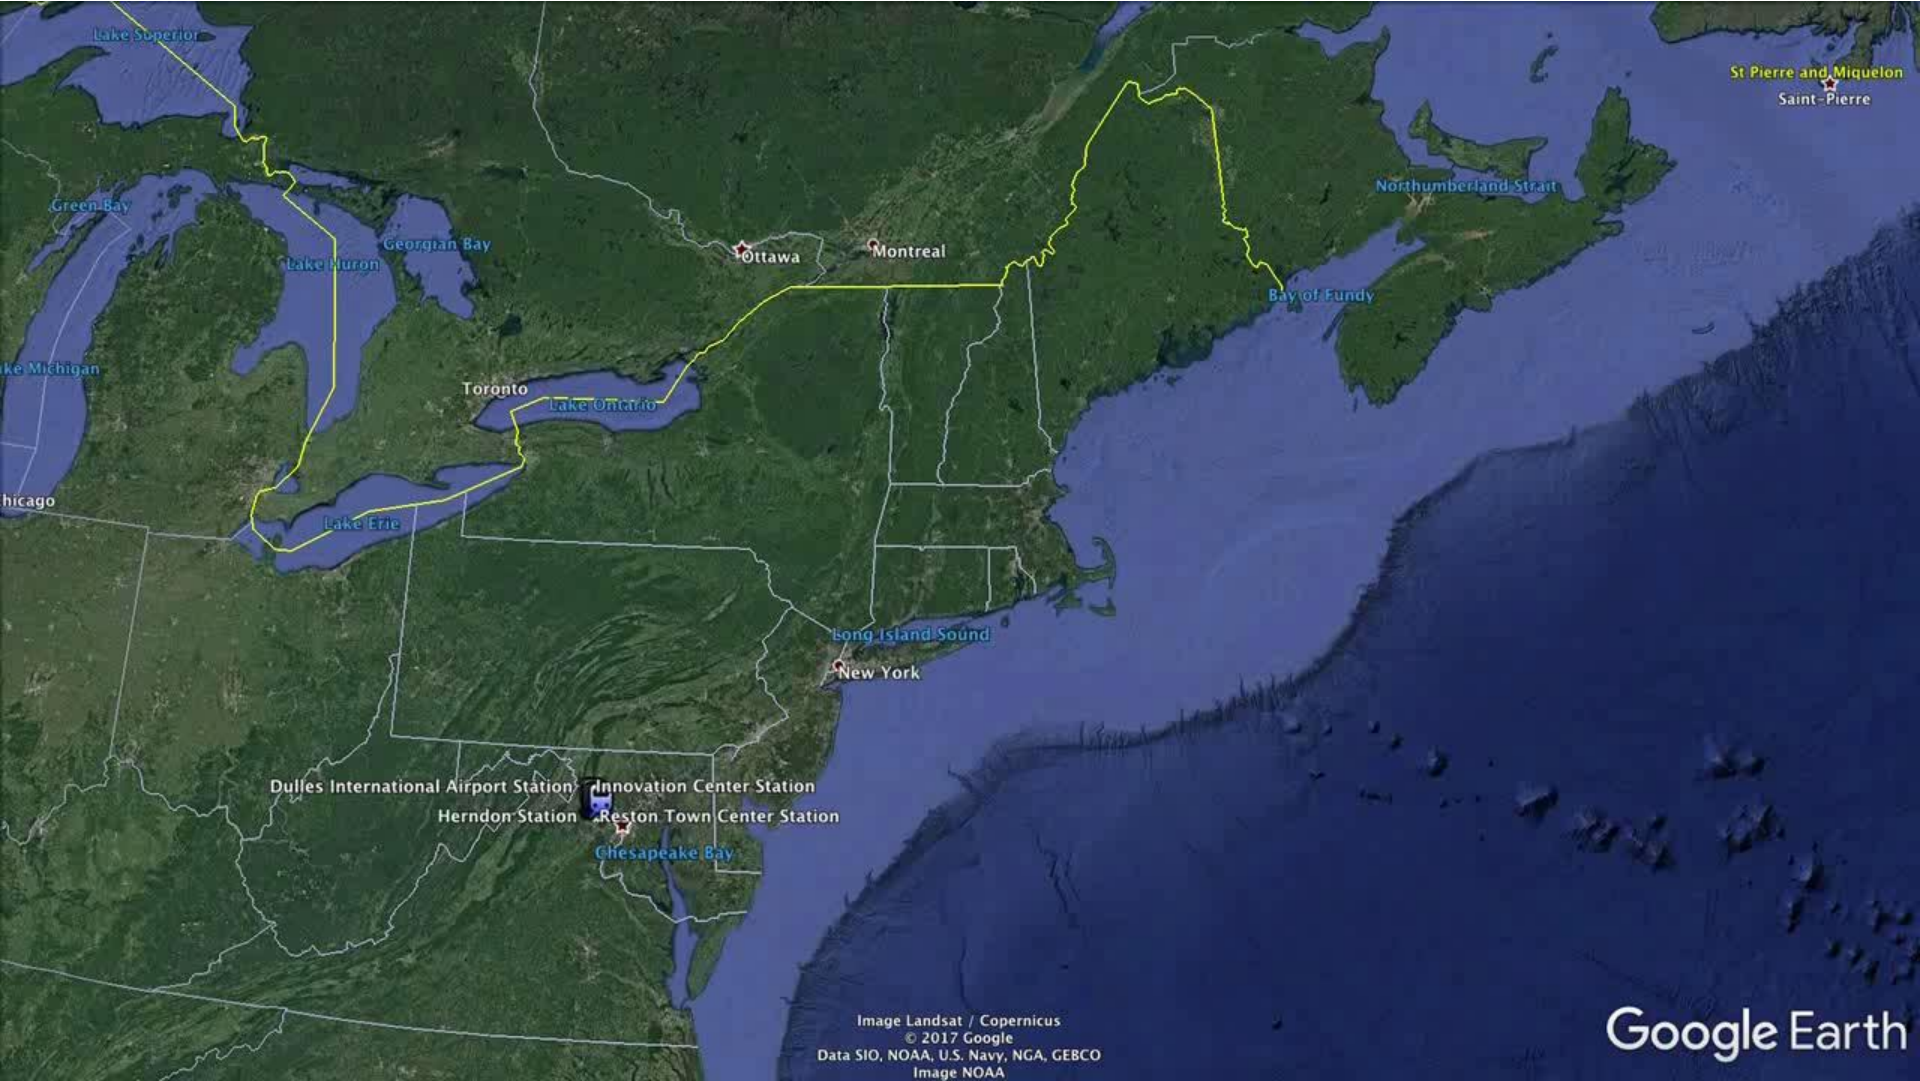 Lake Superior
St Pierre and Miquelon
Saint-Pierre
Green Bay
Northumberland Strait
Georgian Bay
Ottawa
Montreal
Lake Huron
Bay of Fundy
ke Michigan
Toronto
Lake Ontario
hicago
Lake Erie
Long Island Sound
New York
Dulles International Airport Station
Innovation Center Station
Herndon Station
Reston Town Center Station
Chesapeake Bay
Image Landsat / Copernicus
© 2017 Google
Data SIO, NOAA, U.S. Navy, NGA, GEBCO
Image NOAA
Google Earth